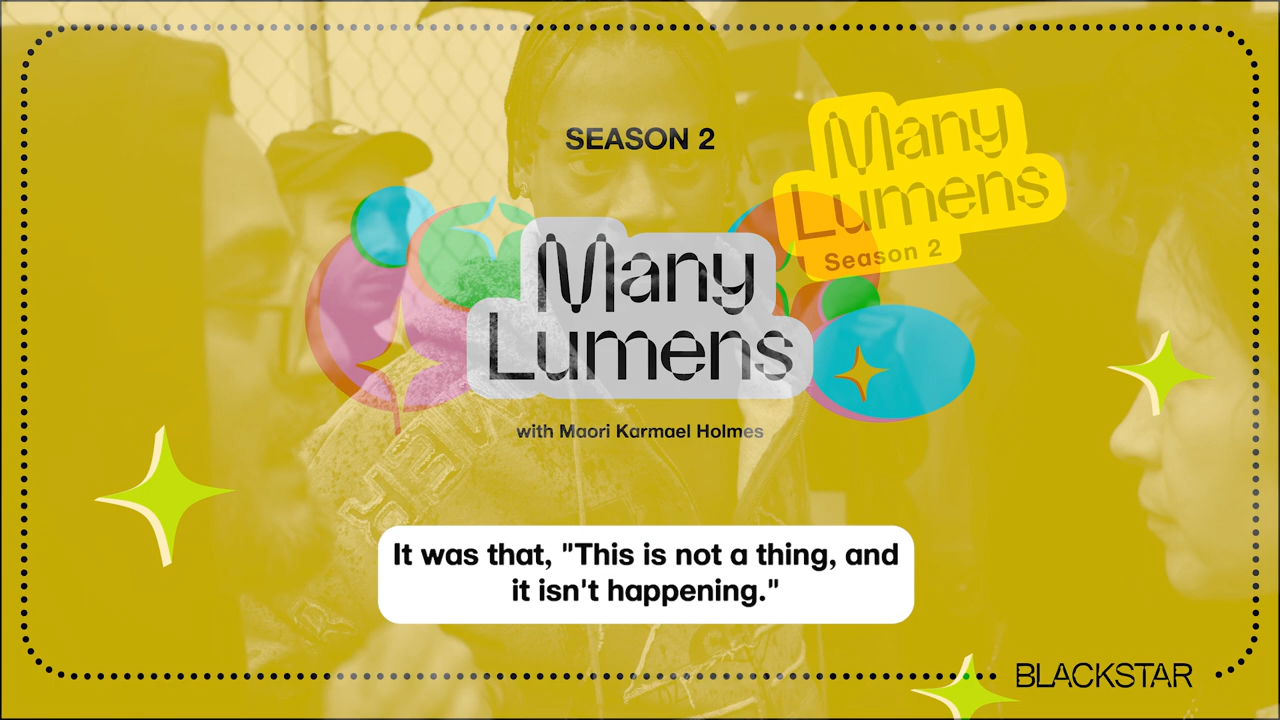 SEASON 2
Many
Lumens
with Maori Karmael Holmes
Many
Lumens
Season 2
It was that, "This is not a thing, and
it isn't happening."
BLACKSTAR